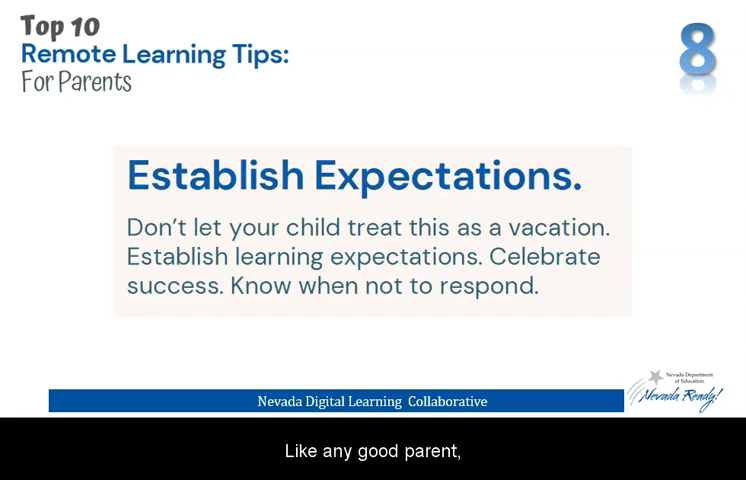 Top 10
Remote Learning Tips:
For Parents
8
Establish Expectations.
Don't let your child treat this as a vacation.
Establish learning expectations. Celebrate
success. Know when not to respond.
Nevada Digital Learning Collaborative
Nevada Department
of Education
Nevada Ready!
Like any good parent,